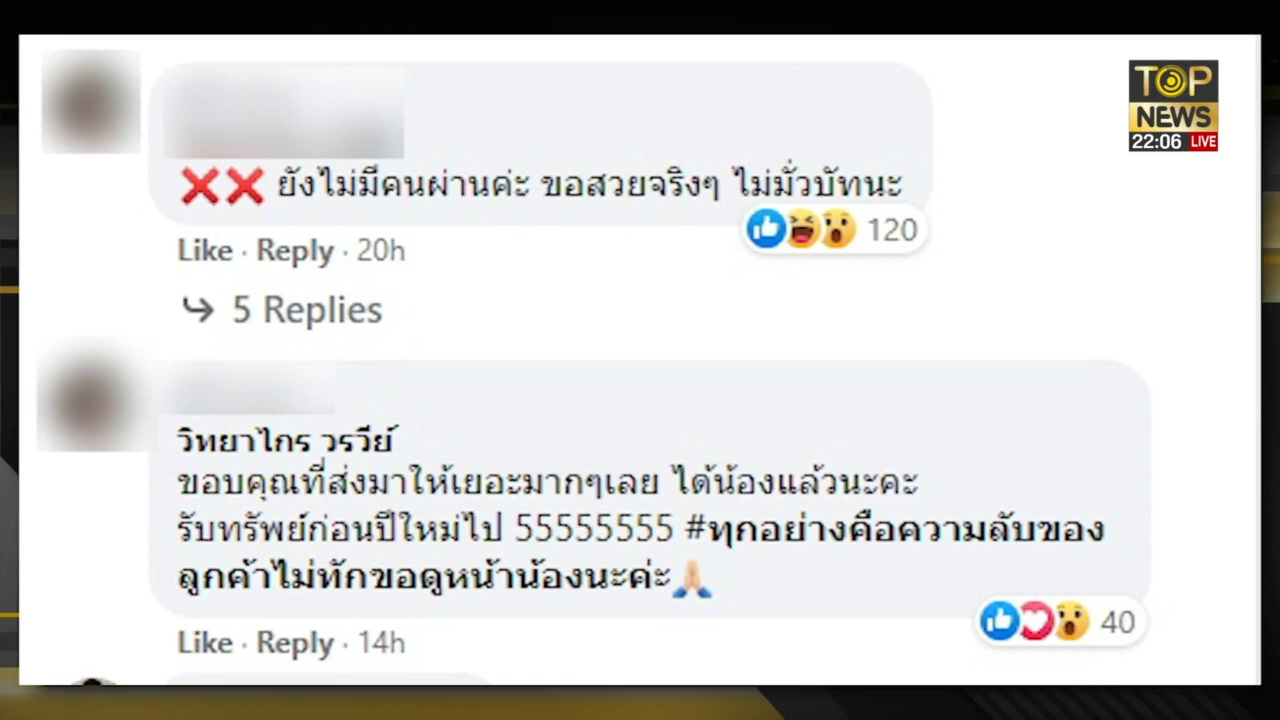 TOP
NEWS
22:06 LIVE
❌❌ ยังไม่มีคนผ่านค่ะ ขอสวยจริงๆ ไม่มั่วบัทนะ
120
Like · Reply · 20h
5 Replies
วิทยาไกร วรวีย์
ขอบคุณที่ส่งมาให้เยอะมากๆเลย ได้น้องแล้วนะคะ
รับทรัพย์ก่อนปีใหม่ไป 55555555 #ทุกอย่างคือความลับของ
ลูกค้าไม่ทักขอดูหน้าน้องนะค่ะ🙏🏻
40
Like · Reply · 14h